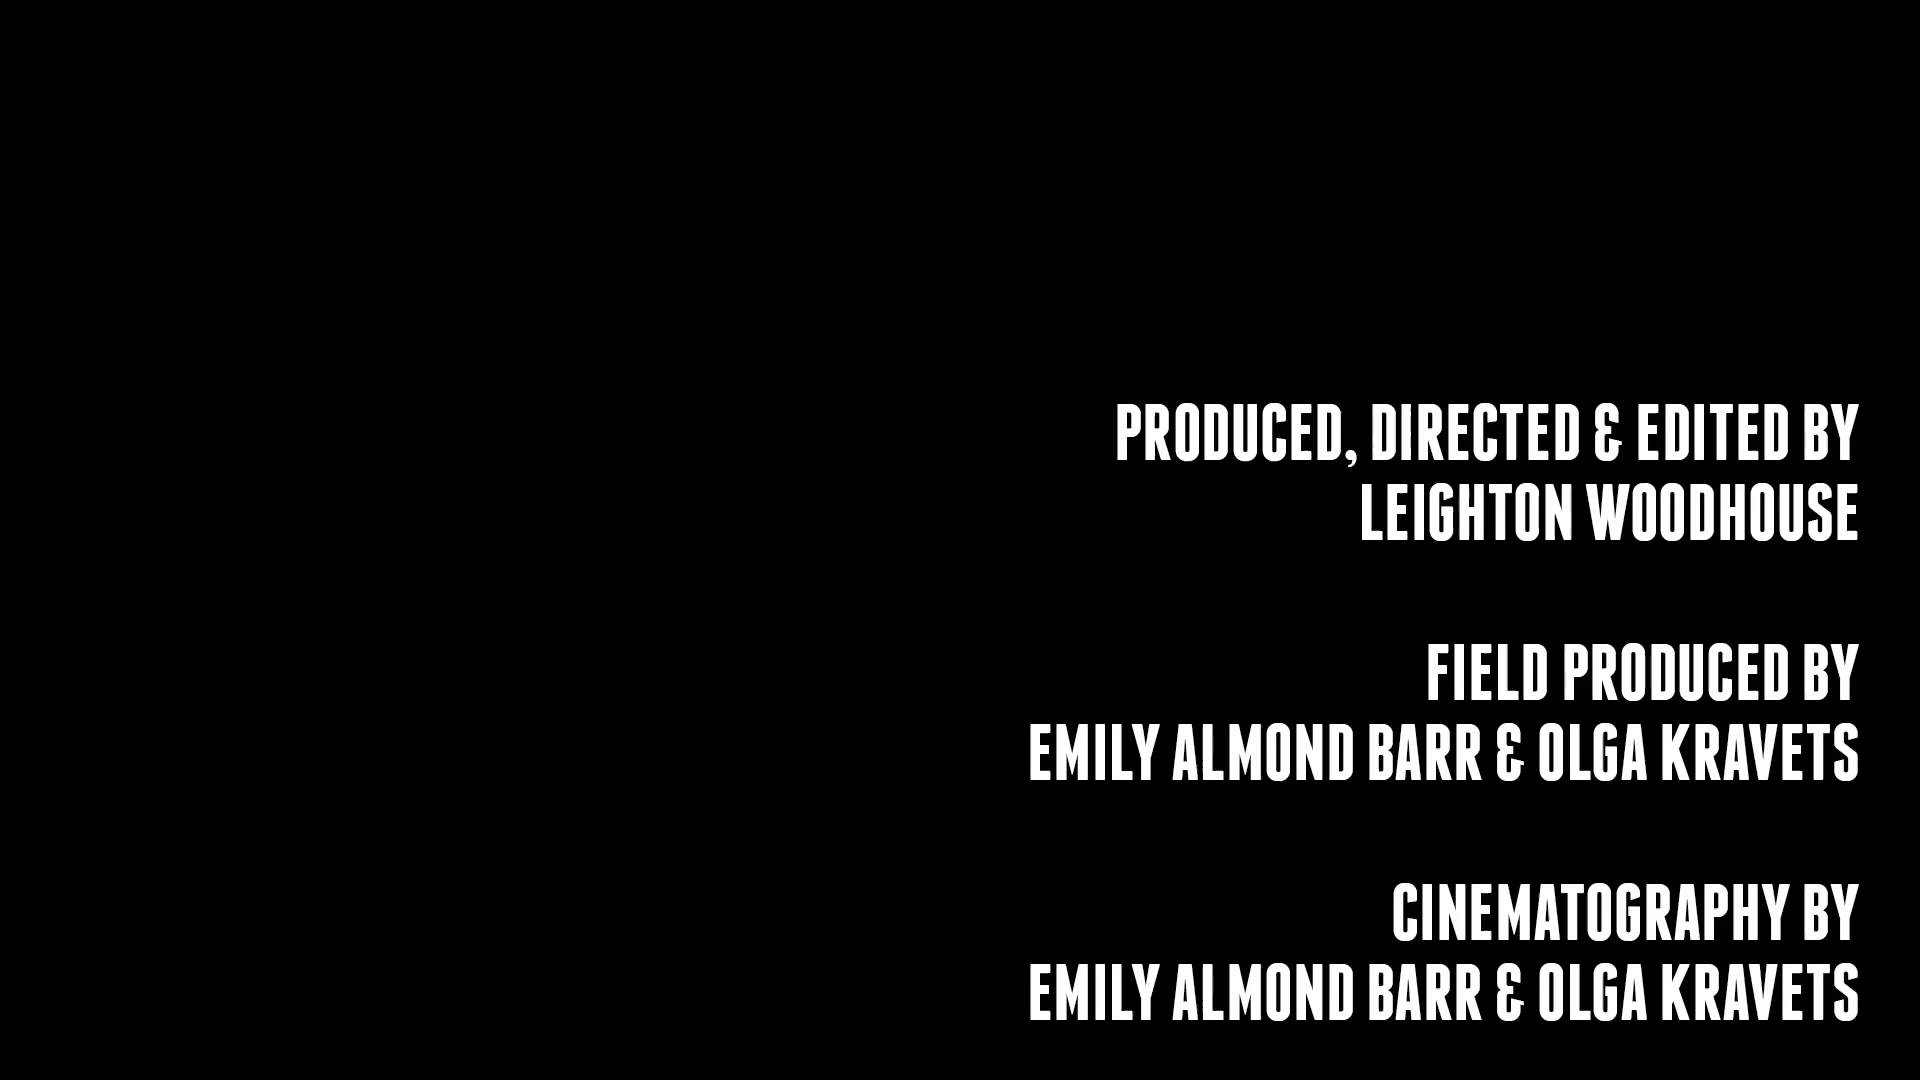 PRODUCED, DIRECTED & EDITED BY
LEIGHTON WOODHOUSE
FIELD PRODUCED BY
EMILY ALMOND BARR & OLGA KRAVETS
CINEMATOGRAPHY BY
EMILY ALMOND BARR & OLGA KRAVETS